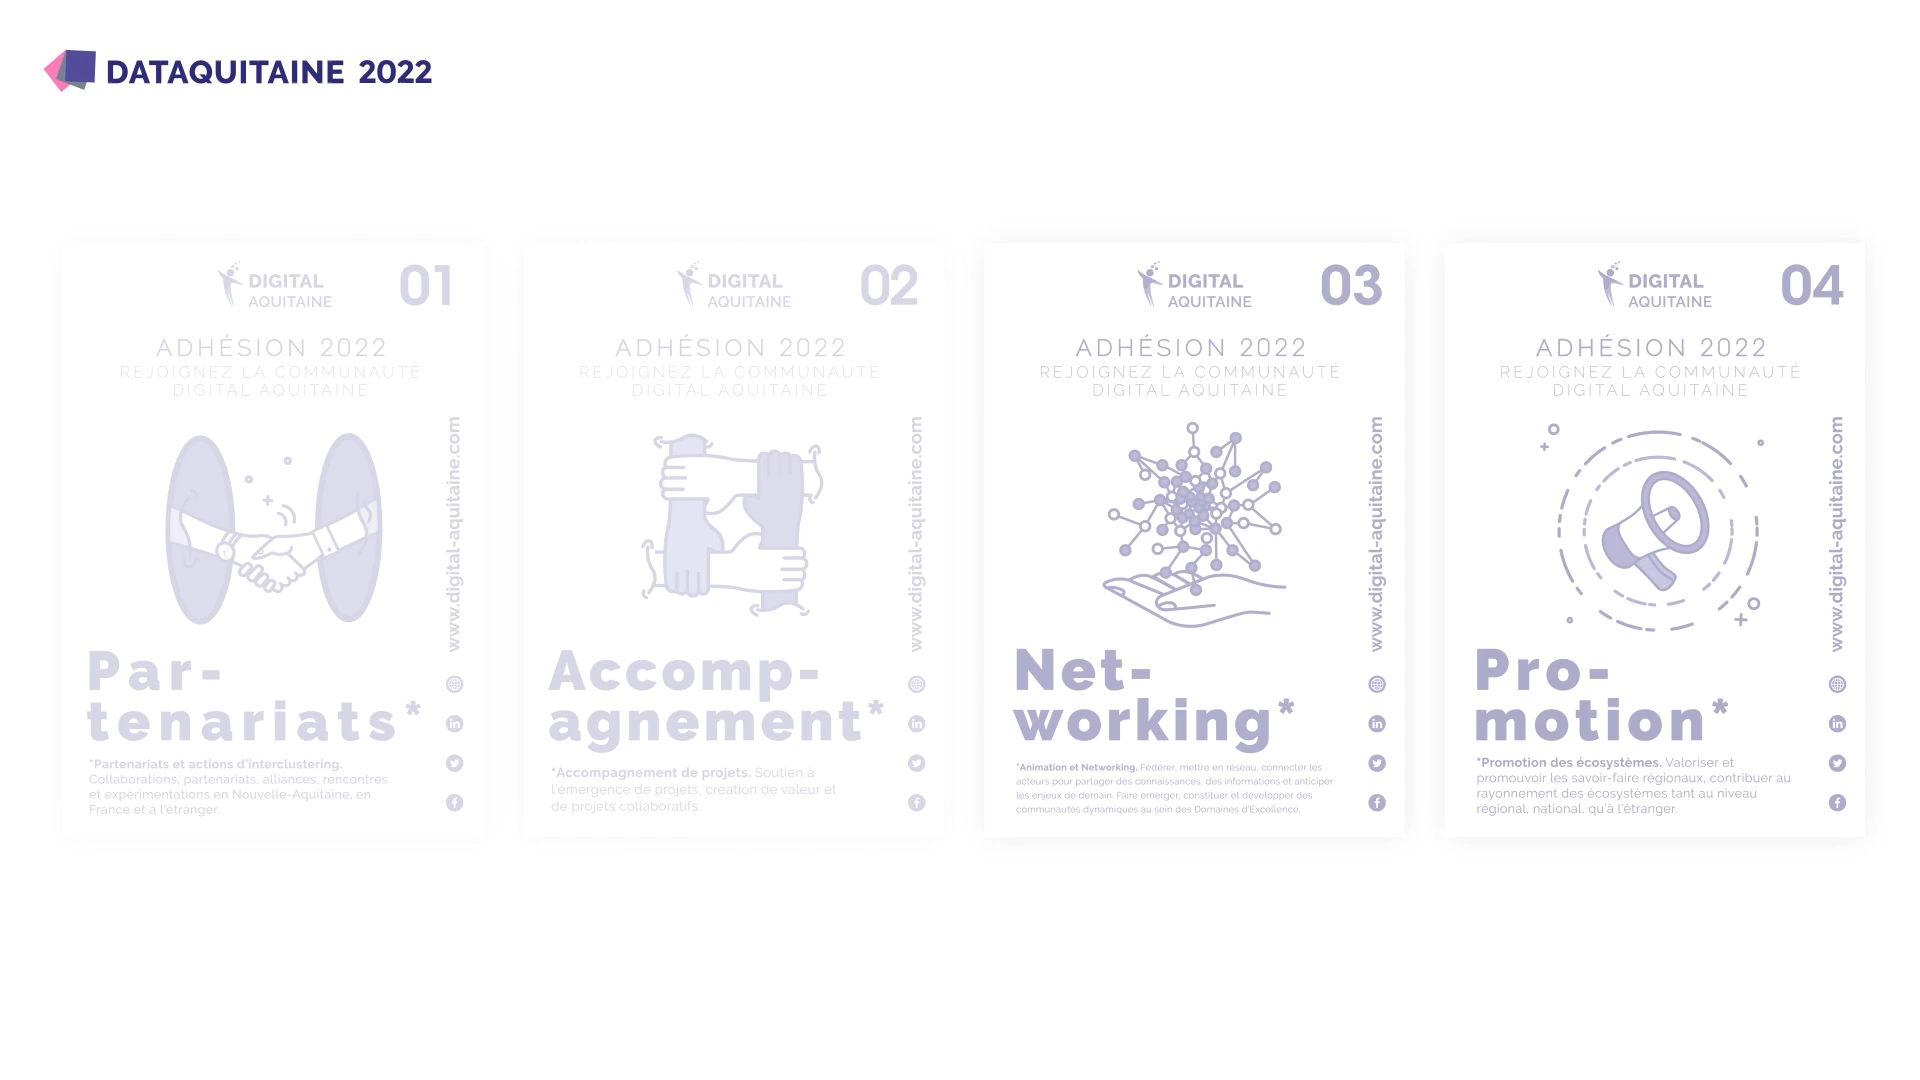 DATAQUITAINE 2022
DIGITAL
AQUITAINE
01
ADHÉSION 2022
REJOIGNEZ LA COMMUNAUTÉ
DIGITAL AQUITAINE
www.digital-aquitaine.com
Par-
tenariats*
*Partenariats et actions d'interclustering.
Collaborations, partenariats, alliances, rencontres
et expérimentations en Nouvelle-Aquitaine, en
France et à l'étranger.
DIGITAL
AQUITAINE
02
ADHÉSION 2022
REJOIGNEZ LA COMMUNAUTÉ
DIGITAL AQUITAINE
www.digital-aquitaine.com
Accomp-
agnement*
*Accompagnement de projets. Soutien à
l'émergence de projets, création de valeur et
de projets collaboratifs.
DIGITAL
AQUITAINE
03
ADHÉSION 2022
REJOIGNEZ LA COMMUNAUTÉ
DIGITAL AQUITAINE
www.digital-aquitaine.com
Net-
working*
*Animation et Networking. Fédérer, mettre en réseau, connecter les
acteurs pour partager des connaissances, des informations et anticiper
les enjeux de demain. Faire émerger, constituer et développer des
communautés dynamiques au sein des Domaines d'Excellence.
DIGITAL
AQUITAINE
04
ADHÉSION 2022
REJOIGNEZ LA COMMUNAUTÉ
DIGITAL AQUITAINE
www.digital-aquitaine.com
Pro-
motion*
*Promotion des écosystèmes. Valoriser et
promouvoir les savoir-faire régionaux, contribuer au
rayonnement des écosystèmes tant au niveau
régional, national, qu'à l'étranger.